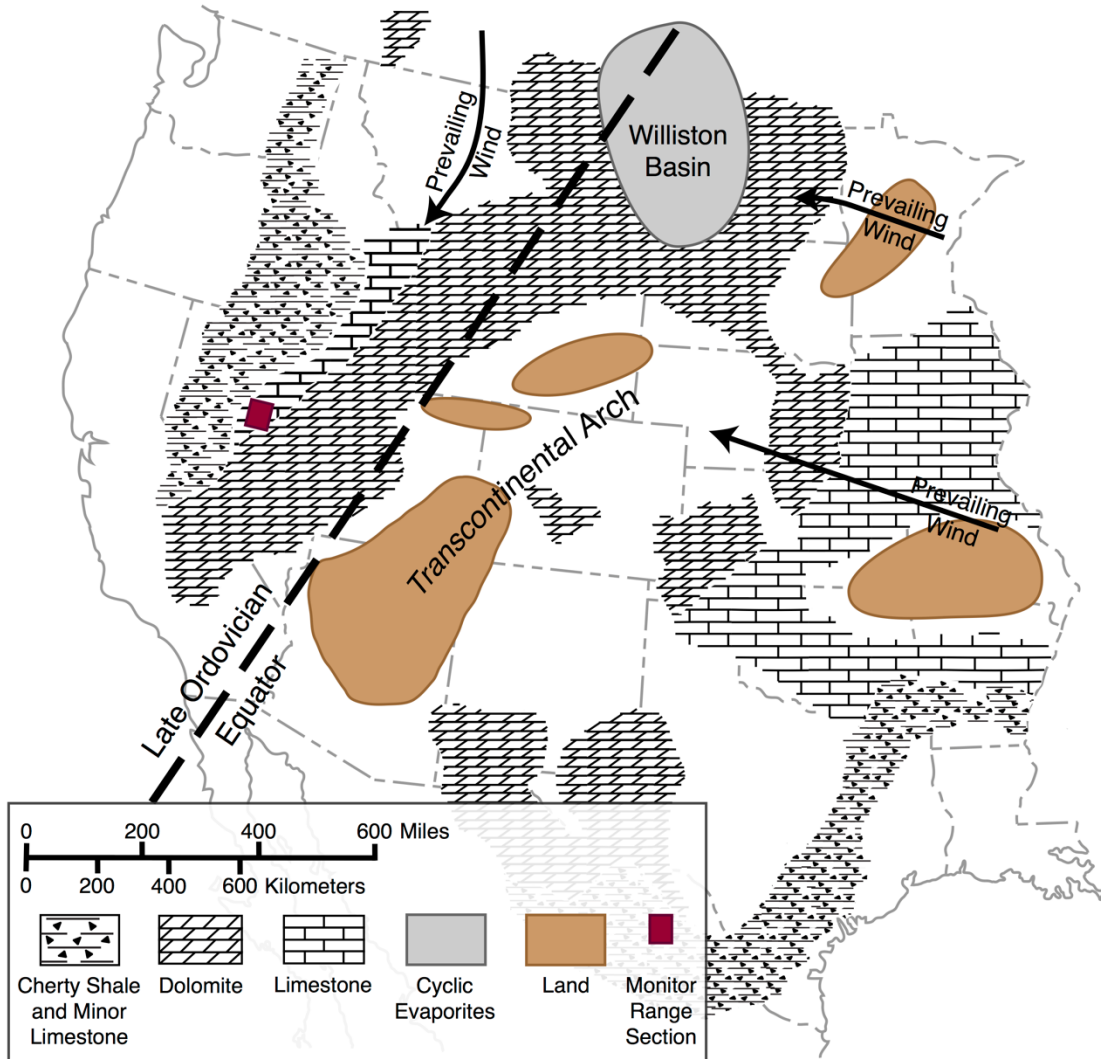 Prevailing
Wind
Williston
Basin
Prevailing
Wind
Transcontinental Arch
Prevailing
Wind
Late Ordovician
Equator
0 200 400 600 Miles
0 200 400 600 Kilometers
Cherty Shale
and Minor
Limestone
Dolomite
Limestone
Cyclic
Evaporites
Land
Monitor
Range
Section